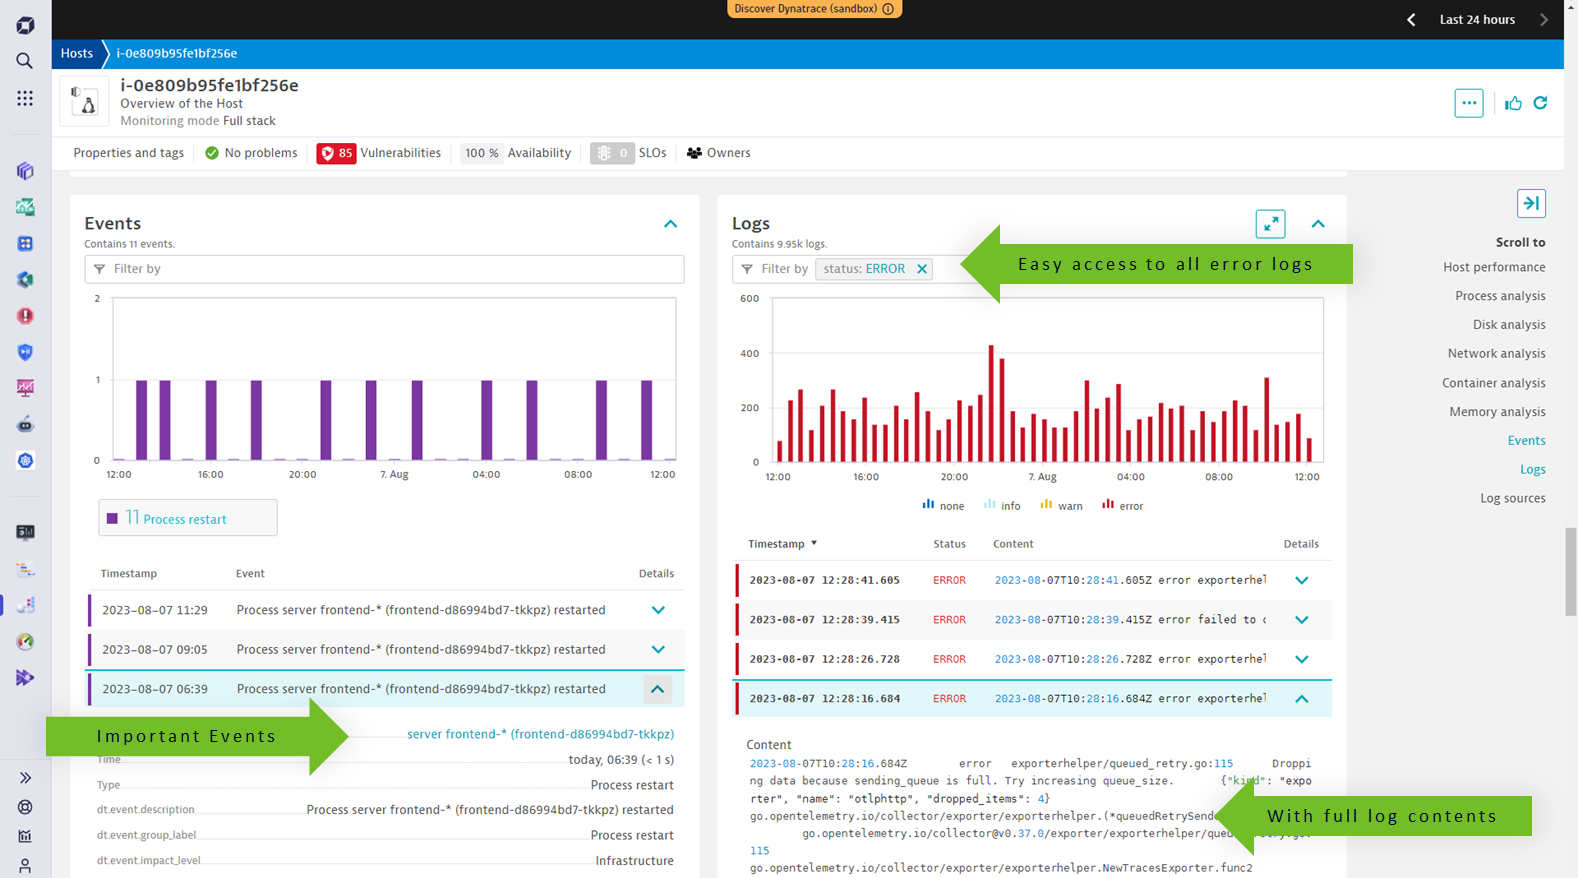 Discover Dynatrace (sandbox)
Last 24 hours
Hosts
i-0e809b95fe1bf256e
i-0e809b95fe1bf256e
Overview of the Host
Monitoring mode Full stack
Properties and tags
No problems
85 Vulnerabilities
100 % Availability
0 SLOs
Owners
Events
Contains 11 events.
Filter by
2
1
0
12:00 16:00 20:00 7. Aug 04:00 08:00 12:00
11 Process restart
Timestamp Event Details
2023-08-07 11:29 Process server frontend-* (frontend-d86994bd7-tkkpz) restarted
2023-08-07 09:05 Process server frontend-* (frontend-d86994bd7-tkkpz) restarted
2023-08-07 06:39 Process server frontend-* (frontend-d86994bd7-tkkpz) restarted
Important Events
server frontend-* (frontend-d86994bd7-tkkpz)
Time today, 06:39 (< 1 s)
Type Process restart
dt.event.description Process server frontend-* (frontend-d86994bd7-tkkpz) restarted
dt.event.group_label Process restart
dt.event.impact_level Infrastructure
Logs
Contains 9.95k logs.
Filter by status: ERROR
Easy access to all error logs
600
400
200
0
12:00 16:00 20:00 7. Aug 04:00 08:00 12:00
none info warn error
Timestamp Status Content Details
2023-08-07 12:28:41.605 ERROR 2023-08-07T10:28:41.605Z error exporterhel
2023-08-07 12:28:39.415 ERROR 2023-08-07T10:28:39.415Z error failed to
2023-08-07 12:28:26.728 ERROR 2023-08-07T10:28:26.728Z error exporterhel
2023-08-07 12:28:16.684 ERROR 2023-08-07T10:28:16.684Z error exporterhel
Content
2023-08-07T10:28:16.684Z error exporterhelper/queued_retry.go:115 Droppi
ng data because sending_queue is full. Try increasing queue_size. {"kind": "expo
rter", "name": "otlphttp", "dropped_items": 4}
go.opentelemetry.io/collector/exporter/exporterhelper.(*queuedRetrySend
go.opentelemetry.io/collector@v0.37.0/exporter/exporterhelper/que
115
go.opentelemetry.io/collector/exporter/exporterhelper.NewTracesExporter.func2
With full log contents
Scroll to
Host performance
Process analysis
Disk analysis
Network analysis
Container analysis
Memory analysis
Events
Logs
Log sources